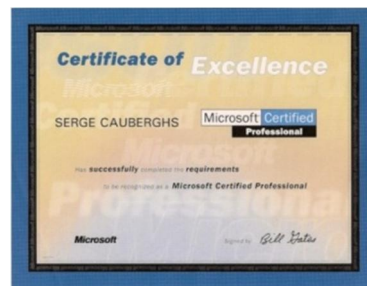 Certificate of Excellence
SERGE CAUBERGHS
Microsoft Certified
Professional
Has successfully completed the requirements
to be recognized as a Microsoft Certified Professional
Microsoft
Signed by Bill Gates